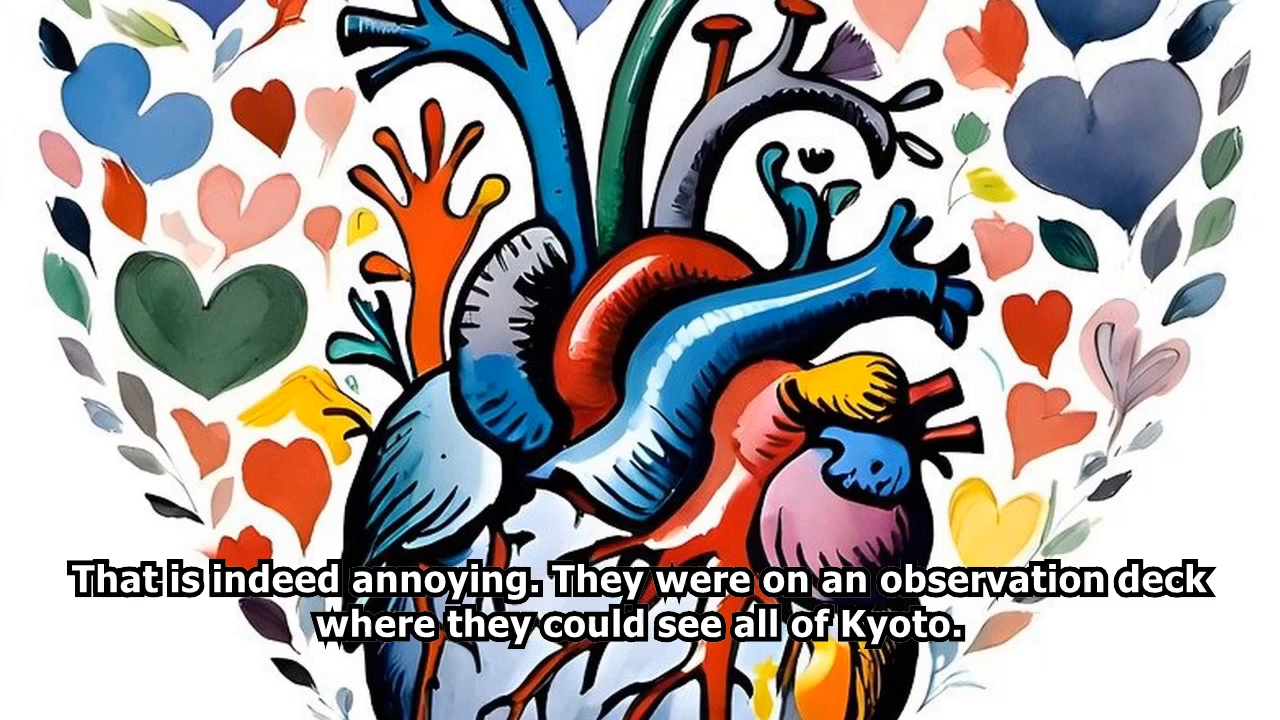 That is indeed annoying. They were on an observation deck
where they could see all of Kyoto.